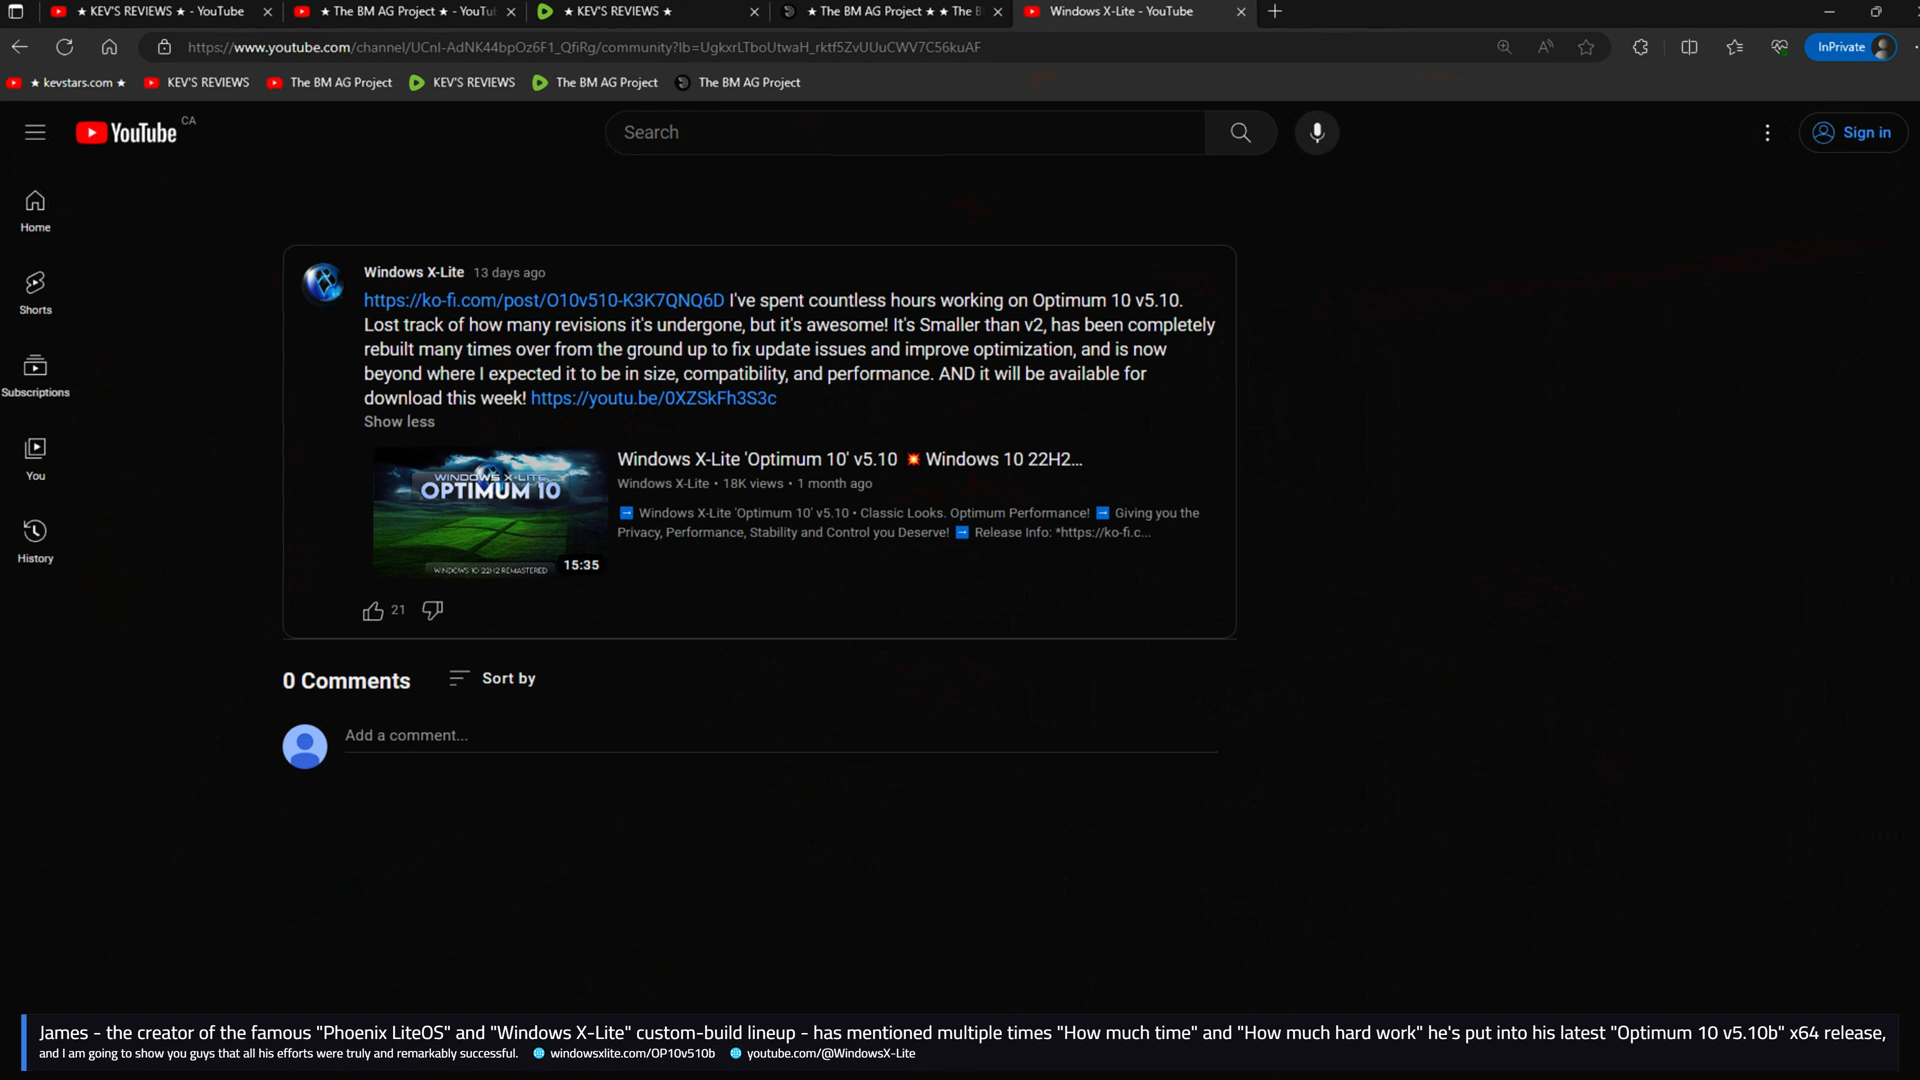 ★ KEV'S REVIEWS ★ - YouTube
★ The BM AG Project ★ - YouTu
★ KEV'S REVIEWS ★
★ The BM AG Project ★ ★ The B
Windows X-Lite - YouTube
https://www.youtube.com/channel/UCnI-AdNK44bpOz6F1_QfiRg/community?lb=UgkxrLTboUtwaH_rktf5ZvUUuCWV7C56kuAF
InPrivate
★ kevstars.com ★
KEV'S REVIEWS
The BM AG Project
KEV'S REVIEWS
The BM AG Project
The BM AG Project
YouTube CA
Search
Sign in
Home
Shorts
Subscriptions
You
History
Windows X-Lite 13 days ago
https://ko-fi.com/post/O10v510-K3K7QNQ6D I've spent countless hours working on Optimum 10 v5.10.
Lost track of how many revisions it's undergone, but it's awesome! It's Smaller than v2, has been completely
rebuilt many times over from the ground up to fix update issues and improve optimization, and is now
beyond where I expected it to be in size, compatibility, and performance. AND it will be available for
download this week! https://youtu.be/0XZSkFh3S3c
Show less
WINDOWS X-LITE
OPTIMUM 10
WINDOWS 10 22H2 REMASTERED
15:35
Windows X-Lite 'Optimum 10' v5.10 💥 Windows 10 22H2...
Windows X-Lite • 18K views • 1 month ago
➡ Windows X-Lite 'Optimum 10' v5.10 • Classic Looks. Optimum Performance! ➡ Giving you the
Privacy, Performance, Stability and Control you Deserve! ➡ Release Info: *https://ko-fi.c...
21
0 Comments
Sort by
Add a comment...
James - the creator of the famous "Phoenix LiteOS" and "Windows X-Lite" custom-build lineup - has mentioned multiple times "How much time" and "How much hard work" he's put into his latest "Optimum 10 v5.10b" x64 release,
and I am going to show you guys that all his efforts were truly and remarkably successful. 🌐 windowsxlite.com/OP10v510b 🌐 youtube.com/@WindowsX-Lite